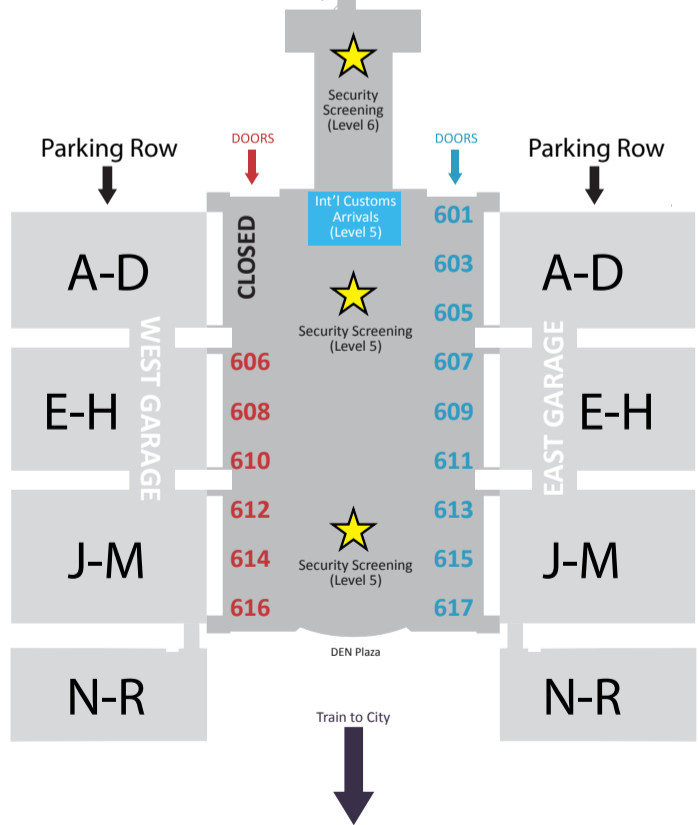 Security
Screening
(Level 6)
DOORS
DOORS
Parking Row
Parking Row
Int'l Customs
Arrivals
(Level 5)
CLOSED
601
A-D
603
A-D
605
Security Screening
(Level 5)
WEST GARAGE
EAST GARAGE
606
607
E-H
608
609
E-H
610
611
612
613
J-M
614
Security Screening
(Level 5)
615
J-M
616
617
DEN Plaza
N-R
N-R
Train to City